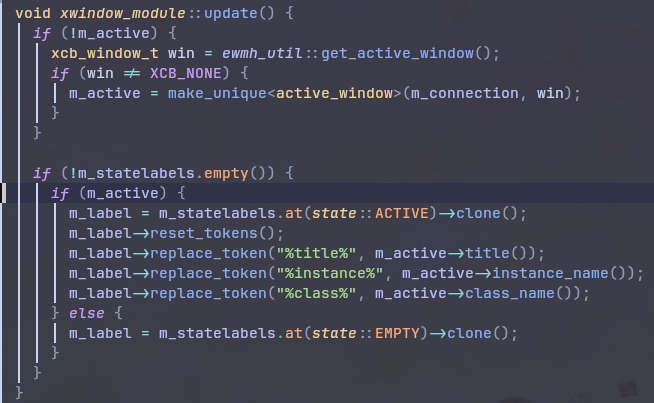 void xwindow_module::update() {
  if (!m_active) {
    xcb_window_t win = ewmh_util::get_active_window();
    if (win != XCB_NONE) {
      m_active = make_unique<active_window>(m_connection, win);
    }
  }

  if (!m_statelabels.empty()) {
    if (m_active) {
      m_label = m_statelabels.at(state::ACTIVE)->clone();
      m_label->reset_tokens();
      m_label->replace_token("%title%", m_active->title());
      m_label->replace_token("%instance%", m_active->instance_name());
      m_label->replace_token("%class%", m_active->class_name());
    } else {
      m_label = m_statelabels.at(state::EMPTY)->clone();
    }
  }
}